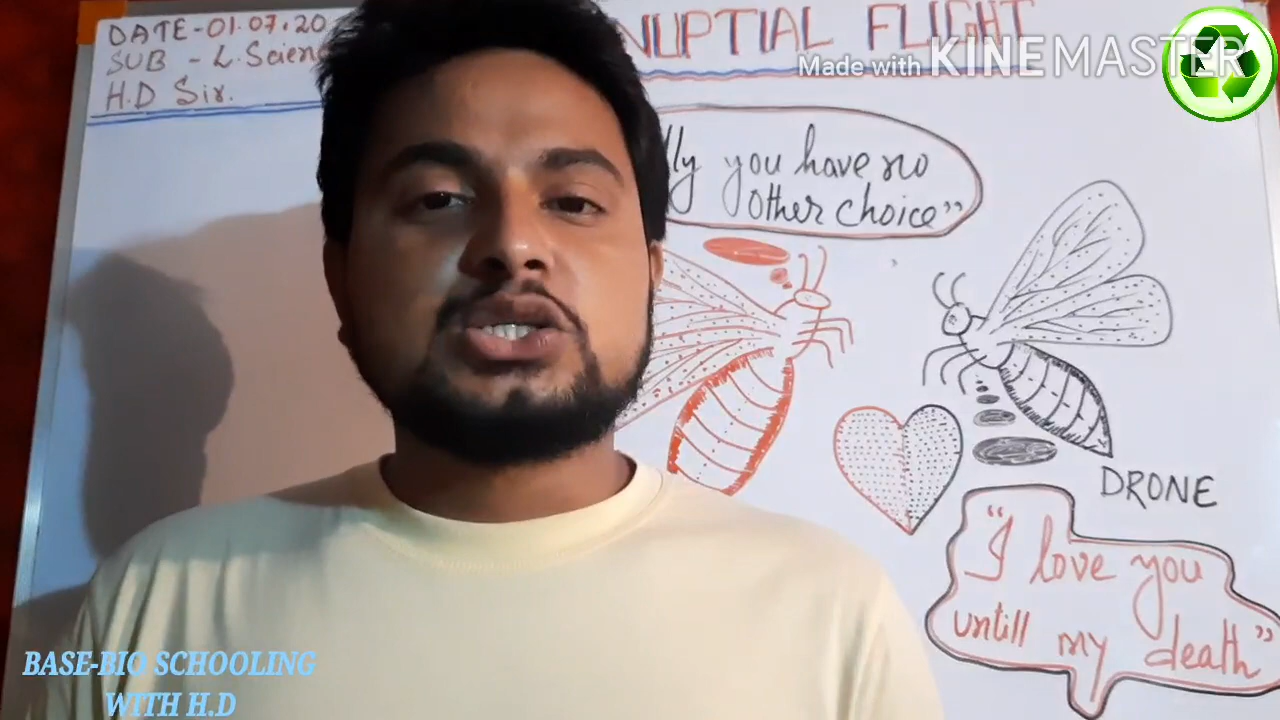 DATE-01.07.20
SUB - L. Scien
H.D Sir.
NUPTIAL FLIGHT
Made with KINEMASTER
lly you have no
other choice”
DRONE
“I love you
untill my death”
BASE-BIO SCHOOLING
WITH H.D